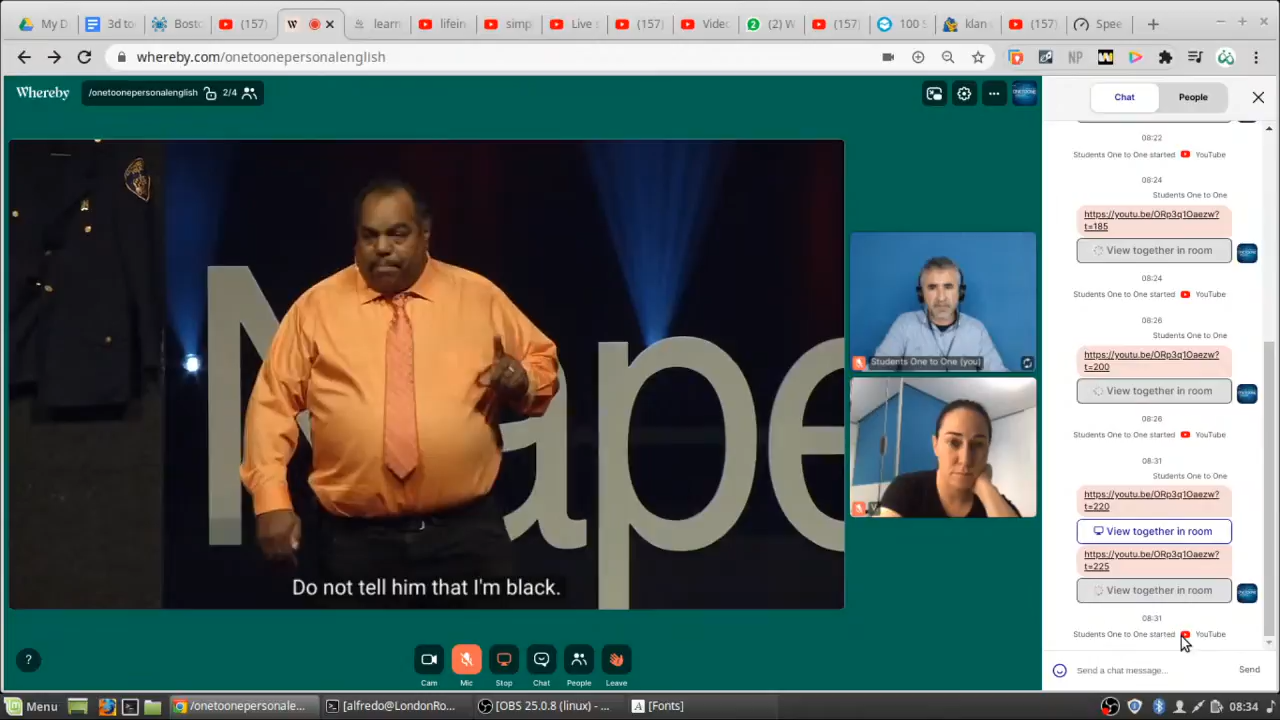 My D
3d to
Bosto
(157)
learn
lifein
simp
Live s
(157)
Video
2
(2) W
(157)
100 S
klan
(157)
Spee
whereby.com/onetoonepersonalenglish
NP
Whereby
/onetoonepersonalenglish
2/4
Chat
People
08:22
Students One to One started YouTube
08:24
Students One to One
https://youtu.be/ORp3q1Oaezw?
t=185
View together in room
08:24
Students One to One started YouTube
08:26
Students One to One
https://youtu.be/ORp3q1Oaezw?
t=200
View together in room
08:26
Students One to One started YouTube
08:31
Students One to One
https://youtu.be/ORp3q1Oaezw?
t=220
View together in room
https://youtu.be/ORp3q1Oaezw?
t=225
View together in room
08:31
Students One to One started YouTube
Send a chat message...
Send
Nape
Do not tell him that I'm black.
Students One to One (you)
V
?
Cam
Mic
Stop
Chat
People
Leave
Menu
/onetoonepersonale...
[alfredo@LondonRo...
[OBS 25.0.8 (linux) - ...
[Fonts]
08:34